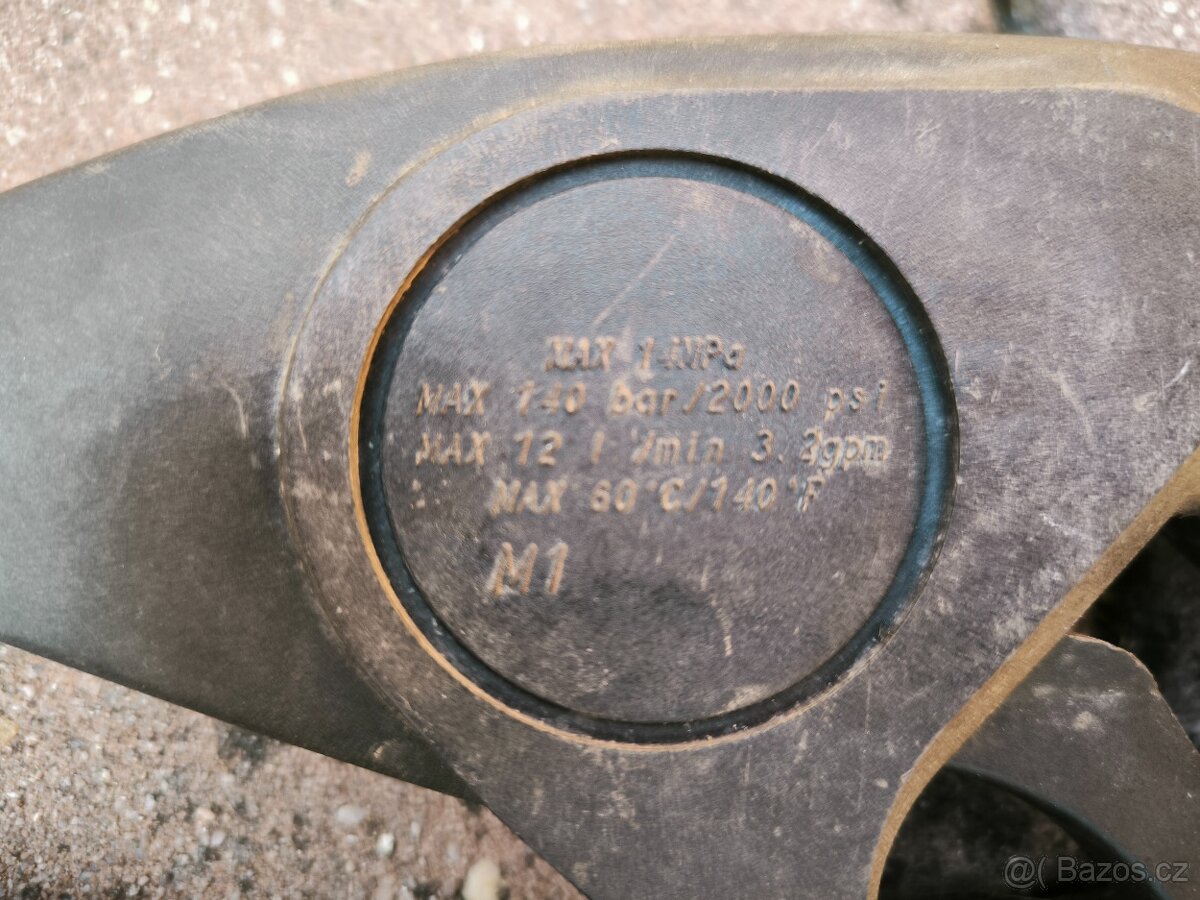 MAX 14MPa
MAX 140 bar/2000 psi
MAX 12 l /min 3.2gpm
MAX 60°C/140°F
M1
@( Bazos.cz